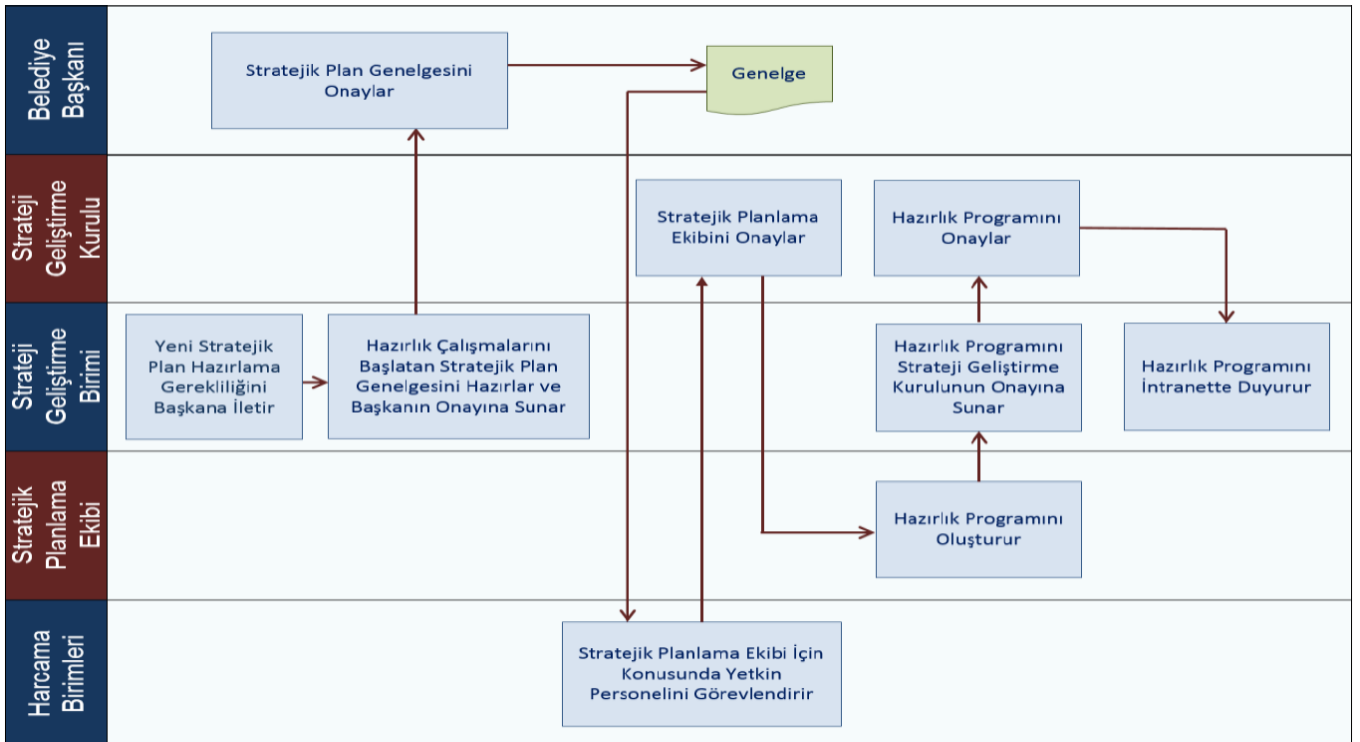 Belediye
Başkanı
Stratejik Plan Genelgesini
Onaylar
Genelge
Strateji
Geliştirme
Kurulu
Stratejik Planlama
Ekibini Onaylar
Hazırlık Programını
Onaylar
Strateji
Geliştirme
Birimi
Yeni Stratejik
Plan Hazırlama
Gerekliliğini
Başkana İletir
Hazırlık Çalışmalarını
Başlatan Stratejik Plan
Genelgesini Hazırlar ve
Başkanın Onayına Sunar
Hazırlık Programını
Strateji Geliştirme
Kurulunun Onayına
Sunar
Hazırlık Programını
İntranette Duyurur
Stratejik
Planlama
Ekibi
Hazırlık Programını
Oluşturur
Harcama
Birimleri
Stratejik Planlama Ekibi İçin
Konusunda Yetkin
Personelini Görevlendirir